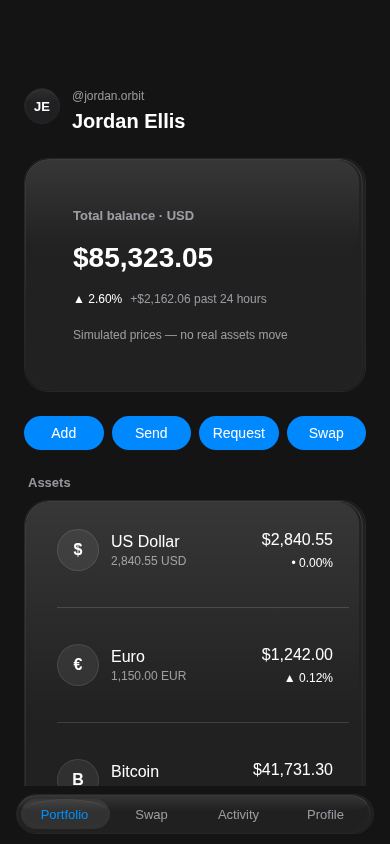 JE
@jordan.orbit
Jordan Ellis
Total balance · USD
$85,323.05
▲ 2.60% +$2,162.06 past 24 hours
Simulated prices — no real assets move
Add Send Request Swap
Assets
$ US Dollar $2,840.55
2,840.55 USD • 0.00%
€ Euro $1,242.00
1,150.00 EUR ▲ 0.12%
B Bitcoin $41,731.30
Portfolio Swap Activity Profile